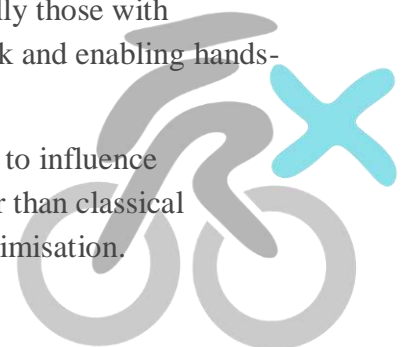 lly those with
k and enabling hands-
to influence
r than classical
imisation.